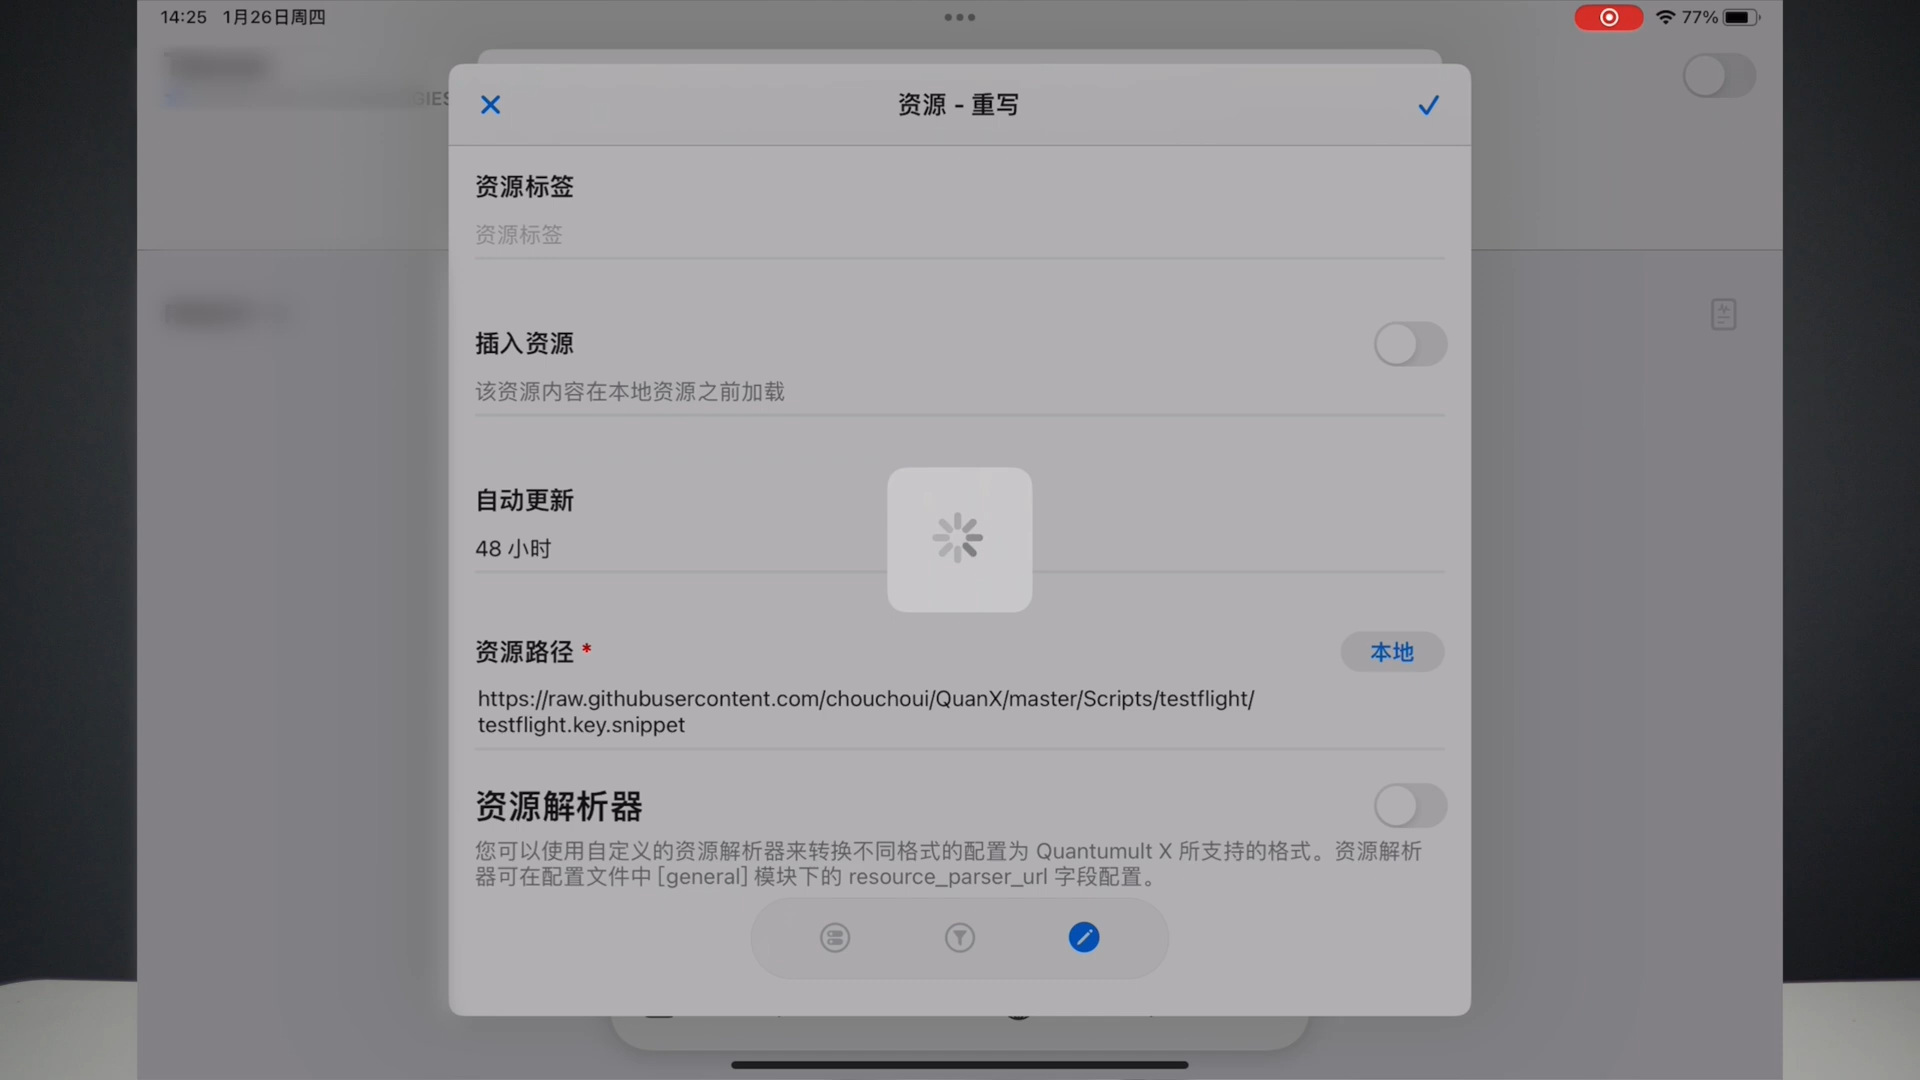 14:25 1月26日周四
77%
GIES
资源 - 重写
资源标签
资源标签
插入资源
该资源内容在本地资源之前加载
自动更新
48 小时
资源路径 *
本地
https://raw.githubusercontent.com/chouchoui/QuanX/master/Scripts/testflight/
testflight.key.snippet
资源解析器
您可以使用自定义的资源解析器来转换不同格式的配置为 Quantumult X 所支持的格式。资源解析
器可在配置文件中 [general] 模块下的 resource_parser_url 字段配置。